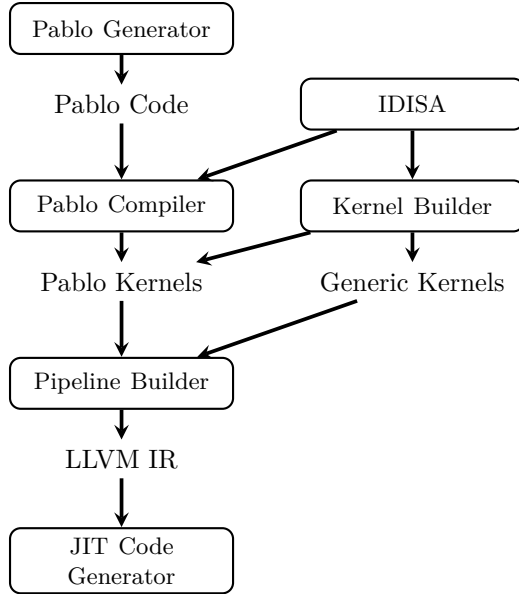 Pablo Generator
Pablo Code
IDISA
Pablo Compiler
Kernel Builder
Pablo Kernels
Generic Kernels
Pipeline Builder
LLVM IR
JIT Code
Generator